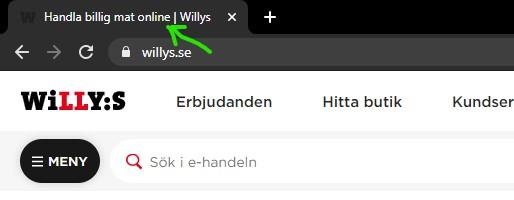 Handla billig mat online | Willys
willys.se
WiLLY:S
Erbjudanden Hitta butik Kundser
MENY
Sök i e-handeln